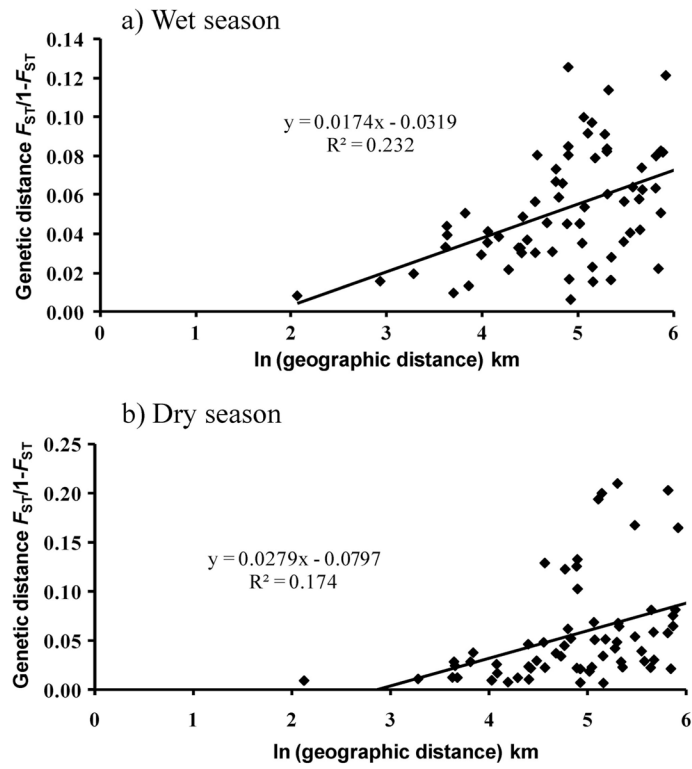 a) Wet season
0.14
0.12
0.10
0.08
0.06
0.04
0.02
0.00
Genetic distance FST/1-FST
y = 0.0174x - 0.0319
R² = 0.232
0 1 2 3 4 5 6
ln (geographic distance) km
b) Dry season
0.25
0.20
0.15
0.10
0.05
0.00
Genetic distance FST/1-FST
y = 0.0279x - 0.0797
R² = 0.174
0 1 2 3 4 5 6
ln (geographic distance) km